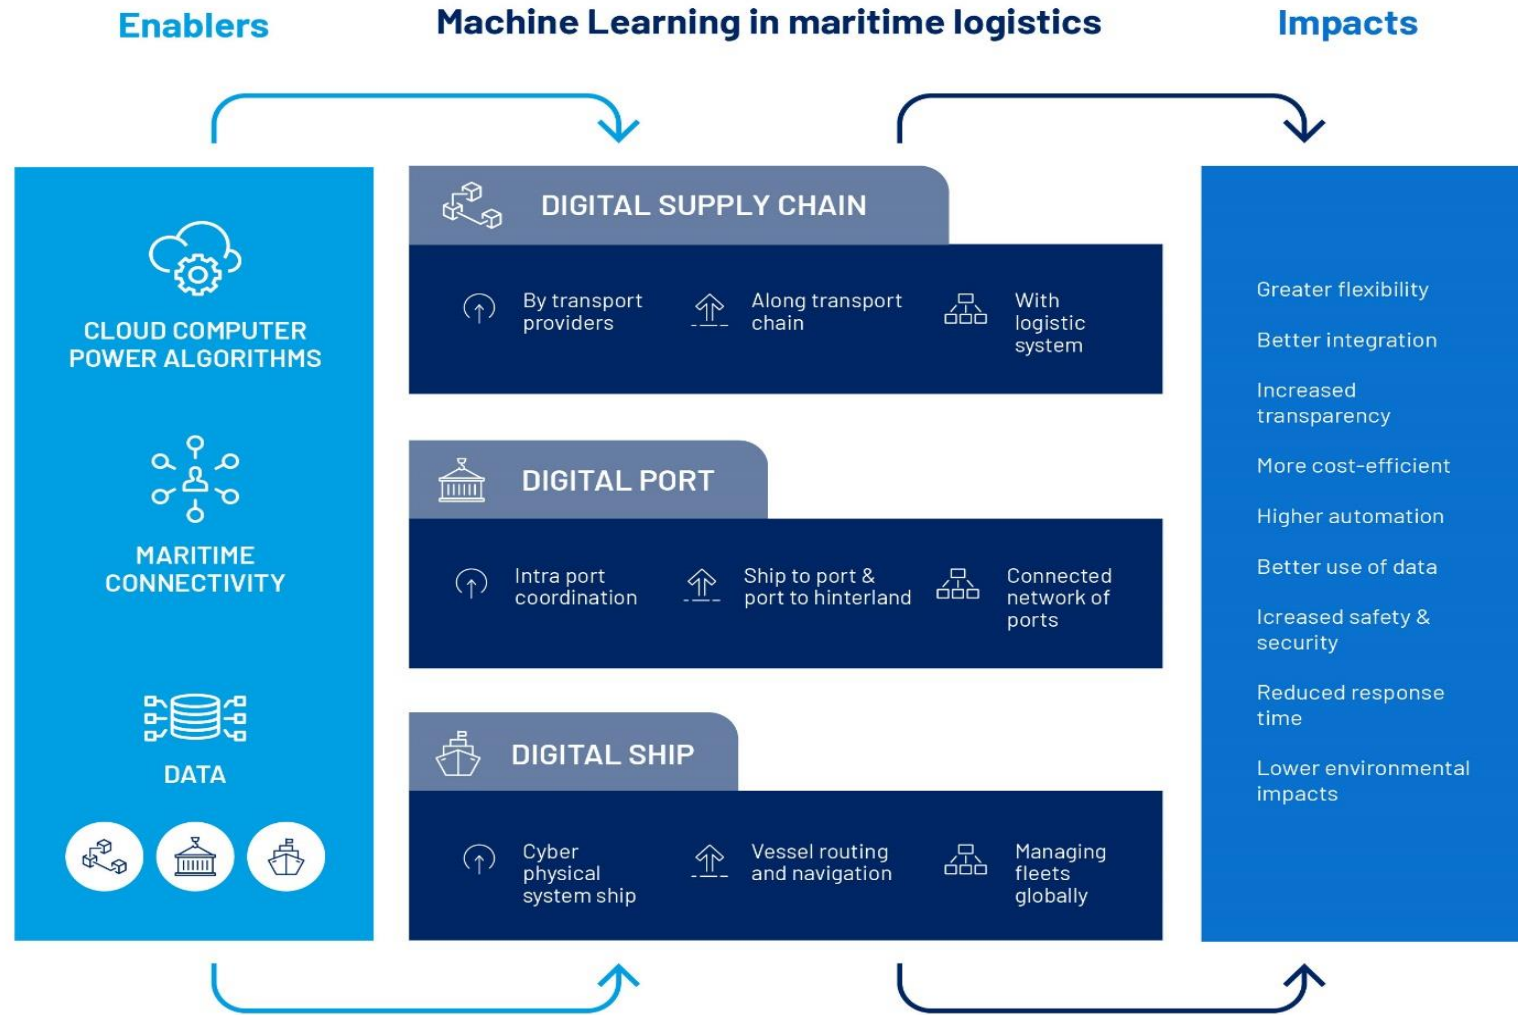 Enablers
Machine Learning in maritime logistics
Impacts
CLOUD COMPUTER
POWER ALGORITHMS
MARITIME
CONNECTIVITY
DATA
DIGITAL SUPPLY CHAIN
By transport
providers
Along transport
chain
With
logistic
system
DIGITAL PORT
Intra port
coordination
Ship to port &
port to hinterland
Connected
network of
ports
DIGITAL SHIP
Cyber
physical
system ship
Vessel routing
and navigation
Managing
fleets
globally
Greater flexibility
Better integration
Increased
transparency
More cost-efficient
Higher automation
Better use of data
Icreased safety &
security
Reduced response
time
Lower environmental
impacts